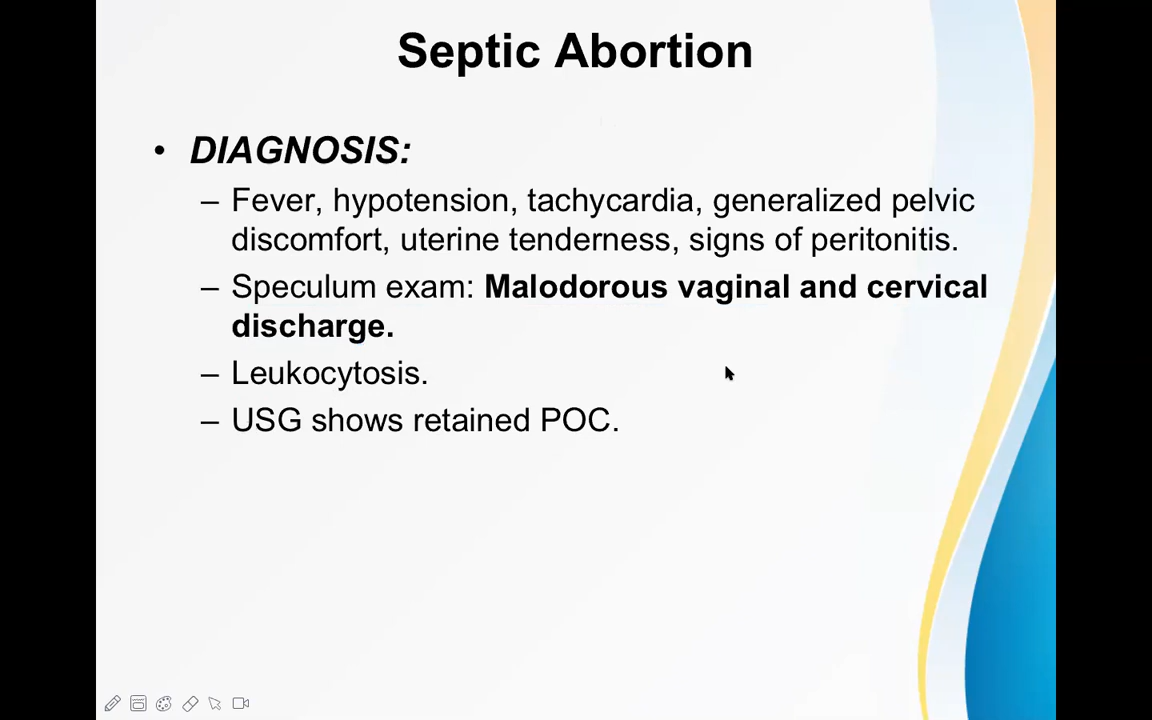 Septic Abortion
• DIAGNOSIS:
– Fever, hypotension, tachycardia, generalized pelvic
discomfort, uterine tenderness, signs of peritonitis.
– Speculum exam: Malodorous vaginal and cervical
discharge.
– Leukocytosis.
– USG shows retained POC.